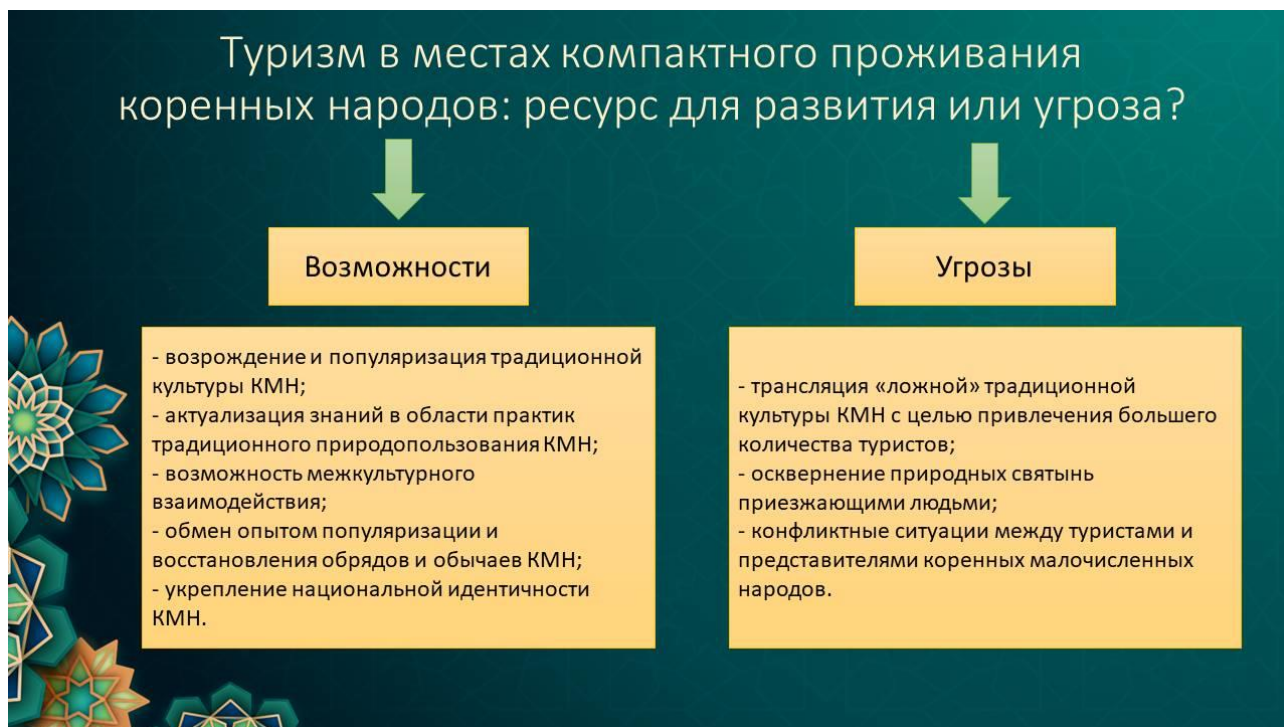 Туризм в местах компактного проживания
коренных народов: ресурс для развития или угроза?
Возможности
- возрождение и популяризация традиционной
культуры КМН;
- актуализация знаний в области практик
традиционного природопользования КМН;
- возможность межкультурного
взаимодействия;
- обмен опытом популяризации и
восстановления обрядов и обычаев КМН;
- укрепление национальной идентичности
КМН.
Угрозы
- трансляция «ложной» традиционной
культуры КМН с целью привлечения большего
количества туристов;
- осквернение природных святынь
приезжающими людьми;
- конфликтные ситуации между туристами и
представителями коренных малочисленных
народов.